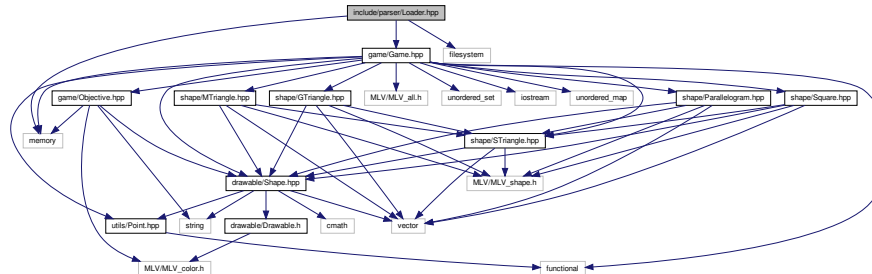 include/parser/Loader.hpp
game/Game.hpp
filesystem
game/Objective.hpp
shape/MTriangle.hpp
shape/GTriangle.hpp
MLV/MLV_all.h
unordered_set
iostream
unordered_map
shape/Parallelogram.hpp
shape/Square.hpp
memory
shape/STriangle.hpp
drawable/Shape.hpp
MLV/MLV_shape.h
utils/Point.hpp
string
drawable/Drawable.h
cmath
vector
MLV/MLV_color.h
functional